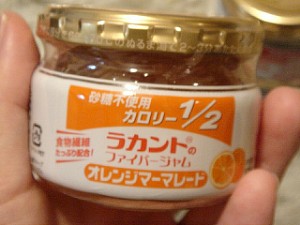 砂糖不使用
カロリー1/2
食物繊維
たっぷり配合!
ラカント®の
ファイバージャム
オレンジマーマレード